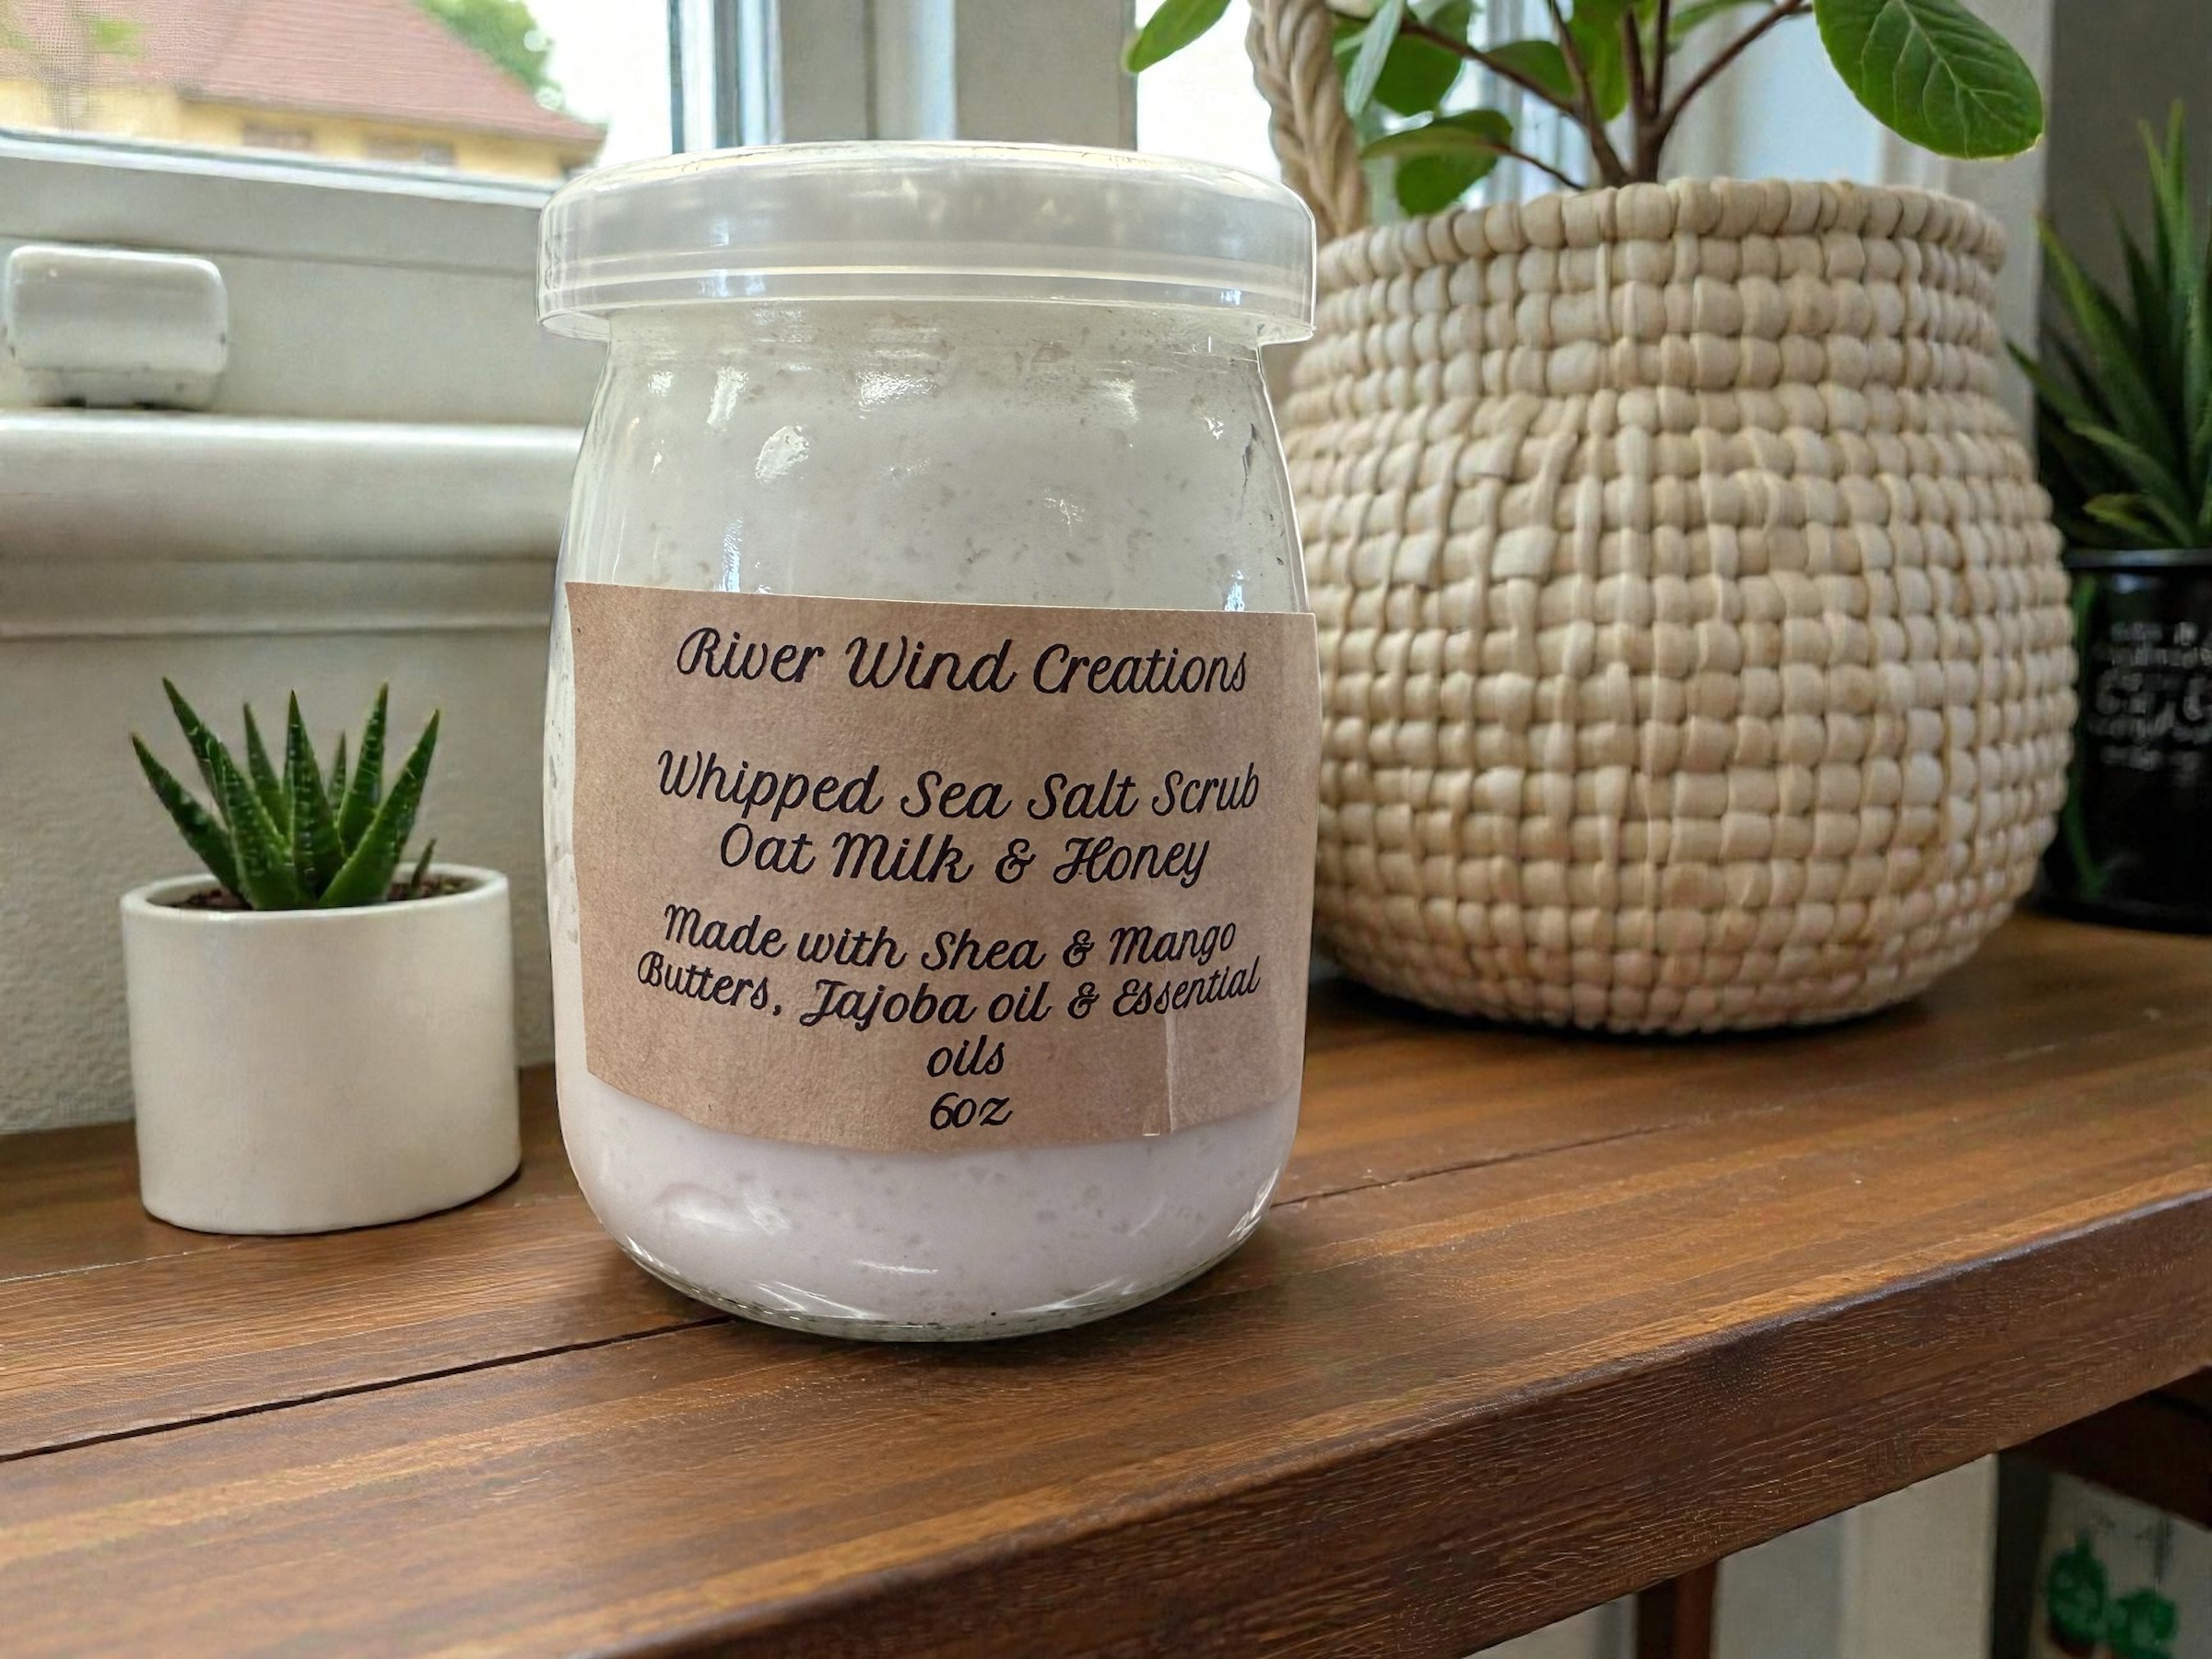 River Wind Creations
Whipped Sea Salt Scrub
Oat Milk & Honey
Made with Shea & Mango
Butters, Jajoba oil & Essential
oils
6oz